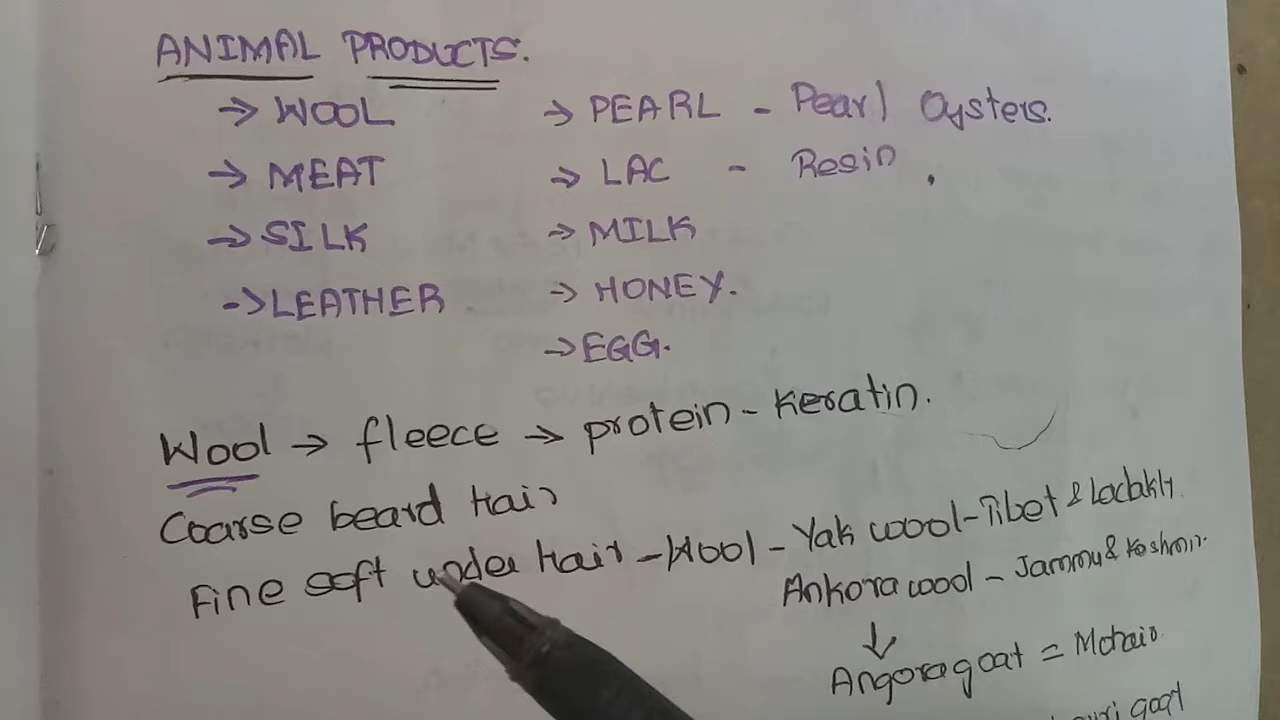 ANIMAL PRODUCTS.
→ WOOL
→ MEAT
→ SILK
→ LEATHER
→ PEARL - Pearl Oysters.
→ LAC - Resin.
→ MILK
→ HONEY.
→ EGG.
Wool → fleece → protein - Keratin.
Coarse beard Hair
Fine soft under Hair - Wool - Yak wool - Tibet & Ladakh
Ankora wool - Jammu & Kashmir.
↓
Angora goat = Mohair
goat